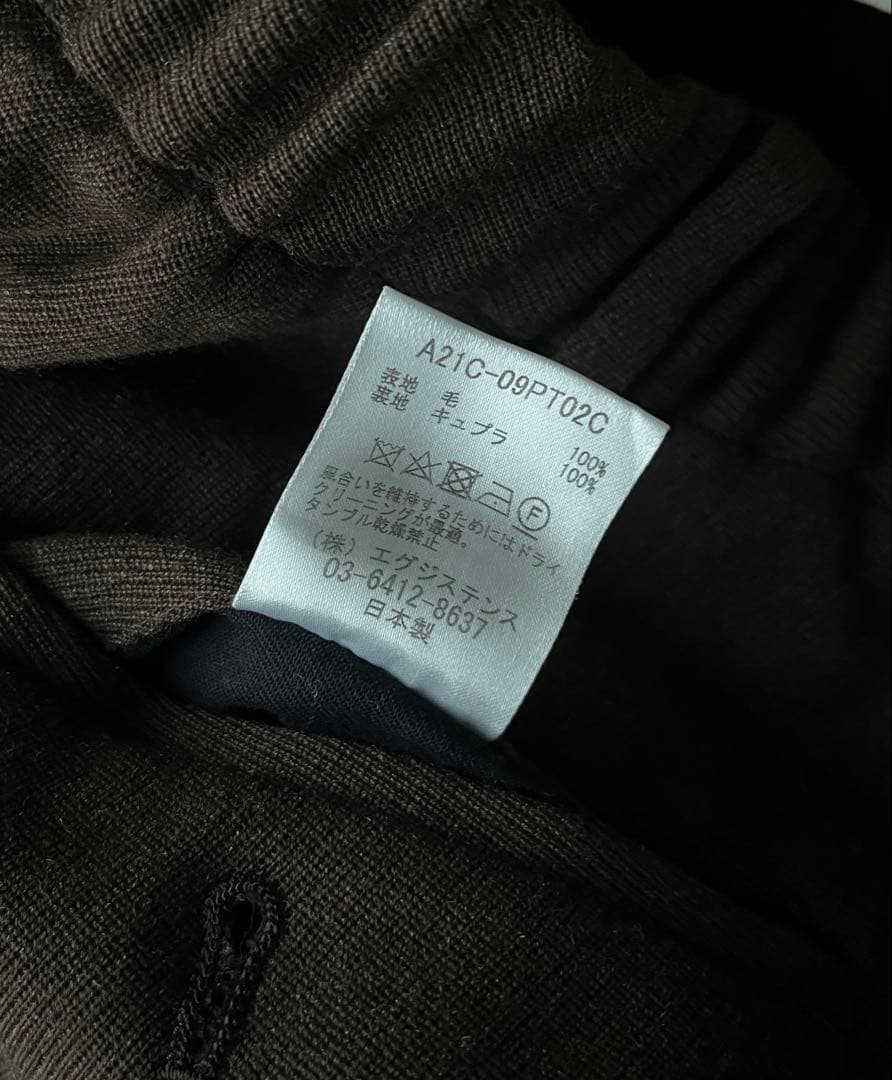 A21C-09PT02C
表地 毛 100%
裏地 キュプラ 100%
F
風合いを維持するためにはドライ
クリーニングが最適。
タンブル乾燥禁止
（株）エグジステンス
03-6412-8637
日本製